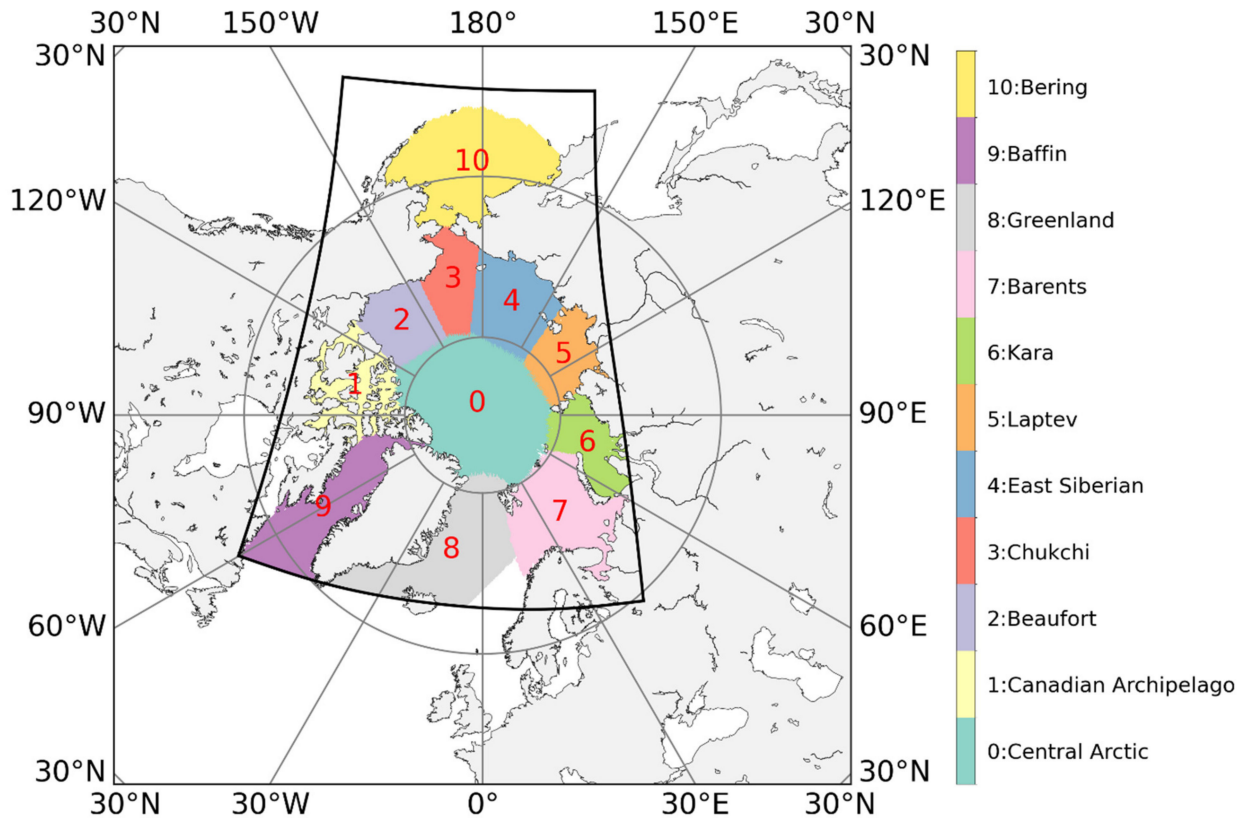 30°N 150°W 180° 150°E 30°N
30°N 30°N
10:Bering
9:Baffin
120°W 120°E
8:Greenland
7:Barents
6:Kara
90°W 90°E
5:Laptev
4:East Siberian
3:Chukchi
60°W 60°E
2:Beaufort
1:Canadian Archipelago
0:Central Arctic
30°N 30°N
30°N 30°W 0° 30°E 30°N
10
3
4
2
5
1
0
6
9
7
8